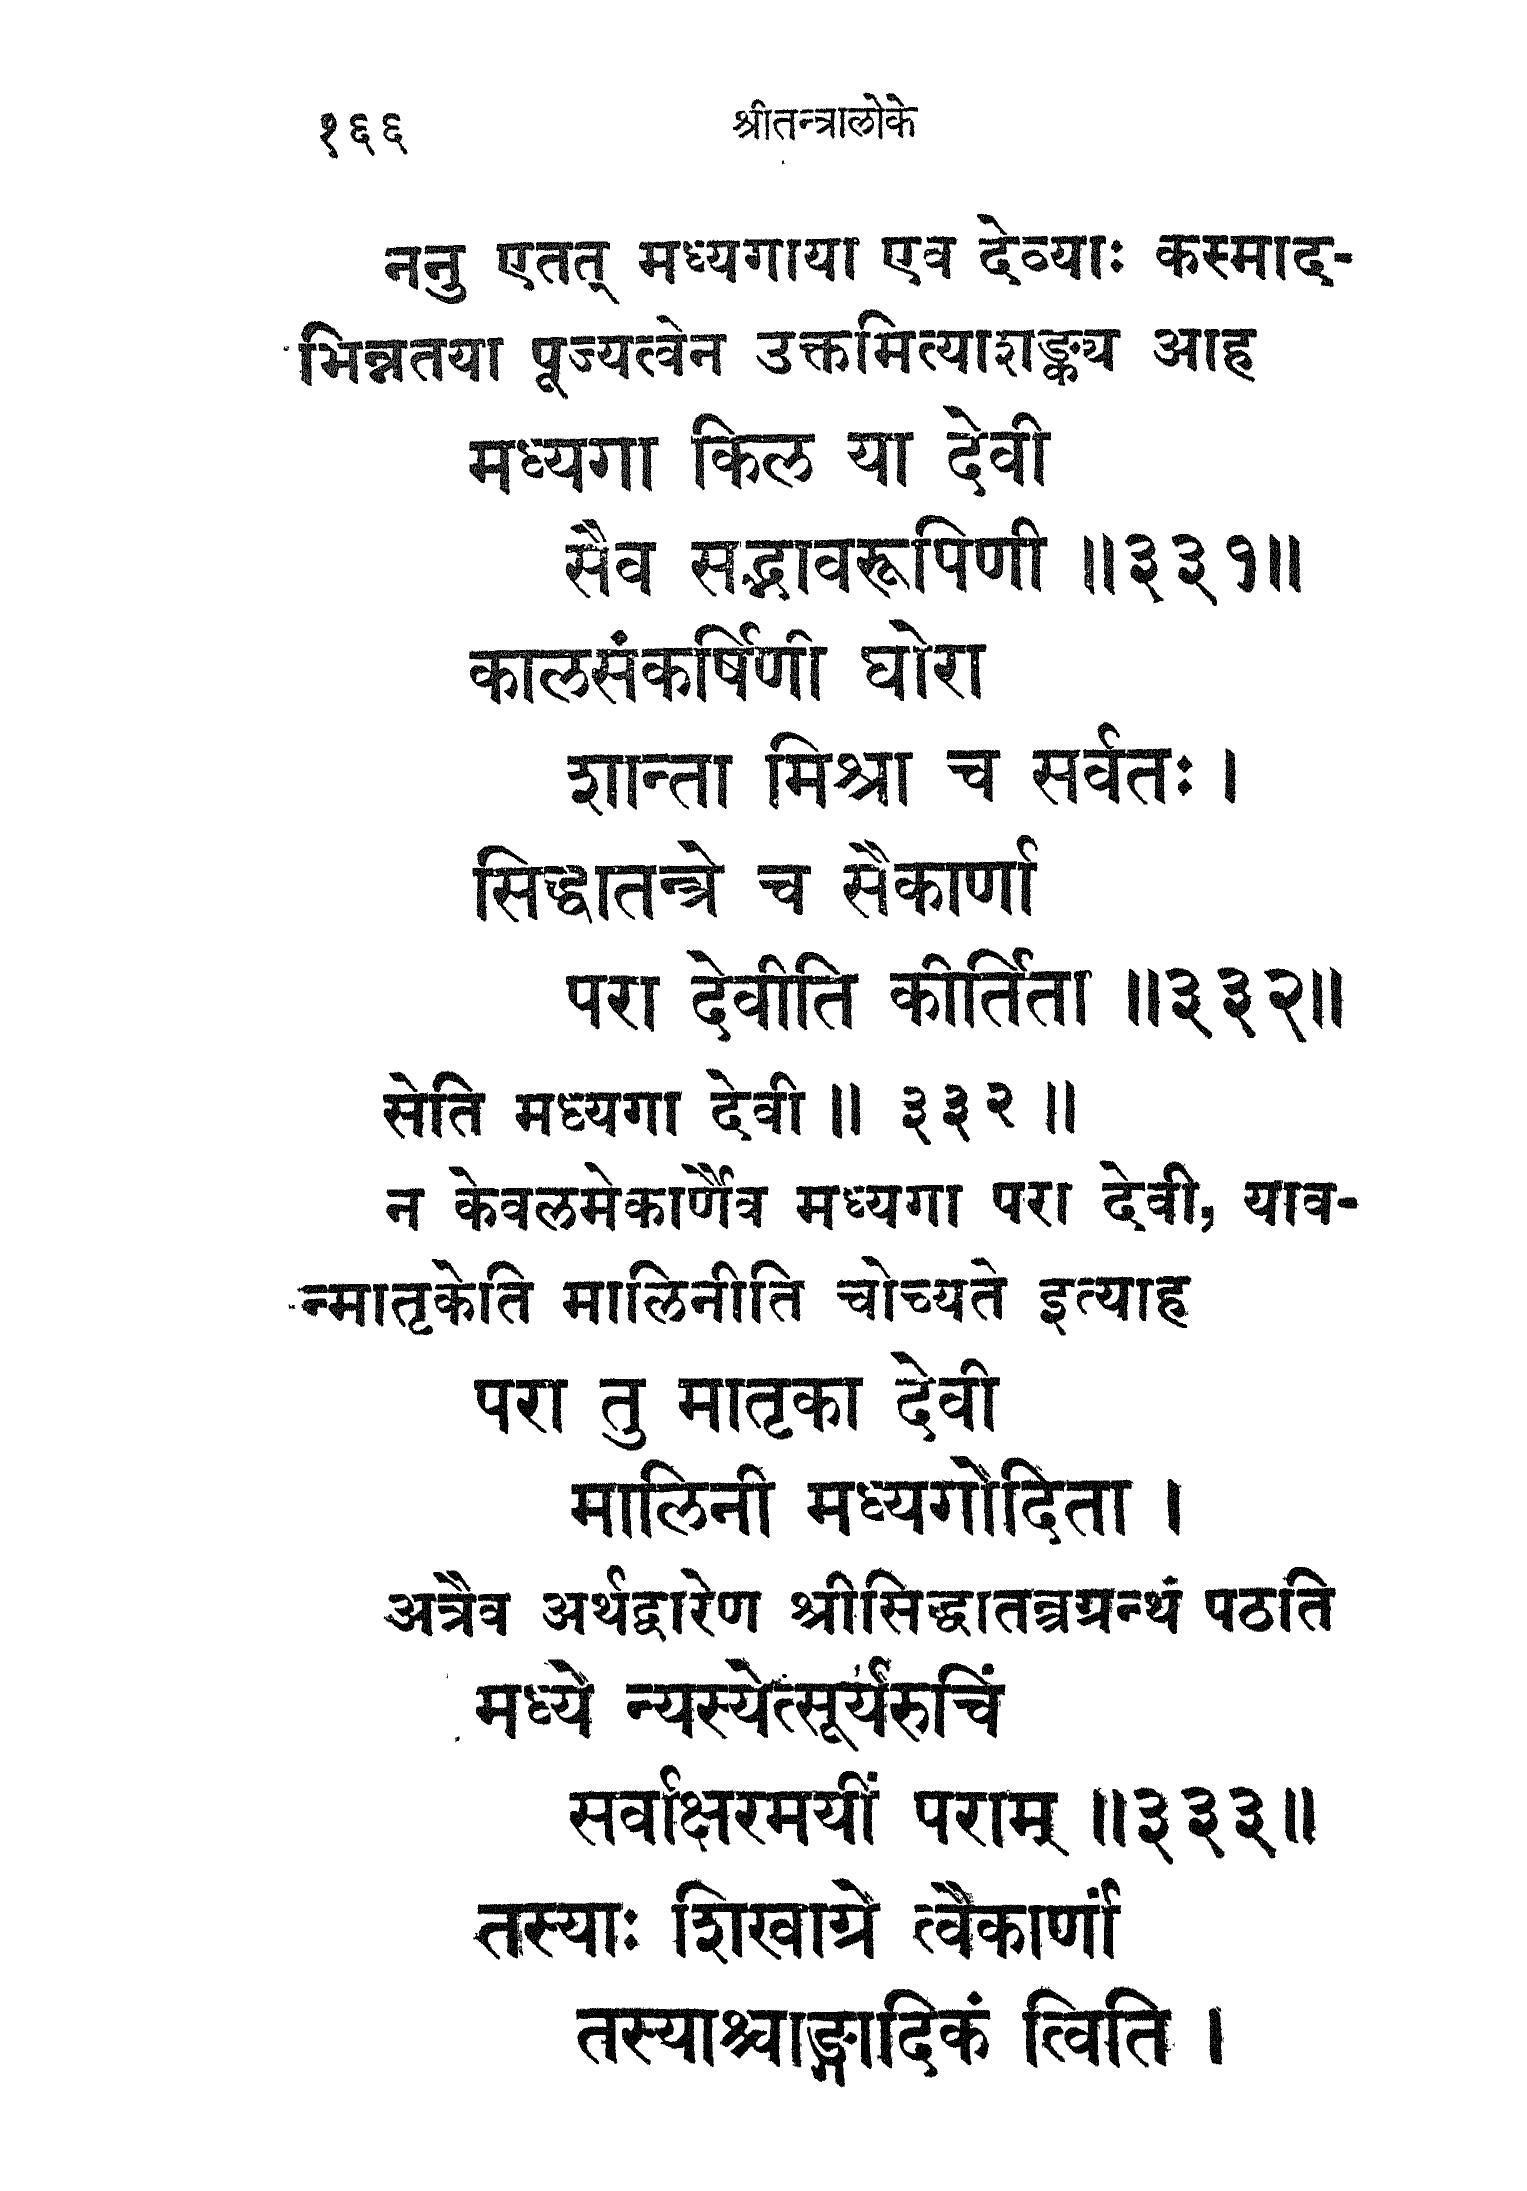 १६६ श्रीतन्त्रालोके
ननु एतत् मध्यगाया एव देव्याः कस्माद-
भिन्नतया पूज्यत्वेन उक्तमित्याशङ्क्य आह
मध्यगा किल या देवी
सैव सद्भावरूपिणी ॥३३१॥
कालसंकर्षिणी घोरा
शान्ता मिश्रा च सर्वतः ।
सिद्धातन्त्रे च सैकार्णा
परा देवीति कीर्तिता ॥३३२॥
सेति मध्यगा देवी ॥ ३३२ ॥
न केवलमेकार्णैव मध्यगा परा देवी, याव-
न्मातृकेति मालिनीति चोच्यते इत्याह
परा तु मातृका देवी
मालिनी मध्यगोदिता ।
अत्रैव अर्थद्वारेण श्रीसिद्धातन्त्रग्रन्थं पठति
मध्ये न्यस्येत्सूर्यरुचिं
सर्वाक्षरमयीं पराम् ॥३३३॥
तस्याः शिखाग्रे त्वैकार्णां
तस्याश्चाङ्गादिकं त्विति ।